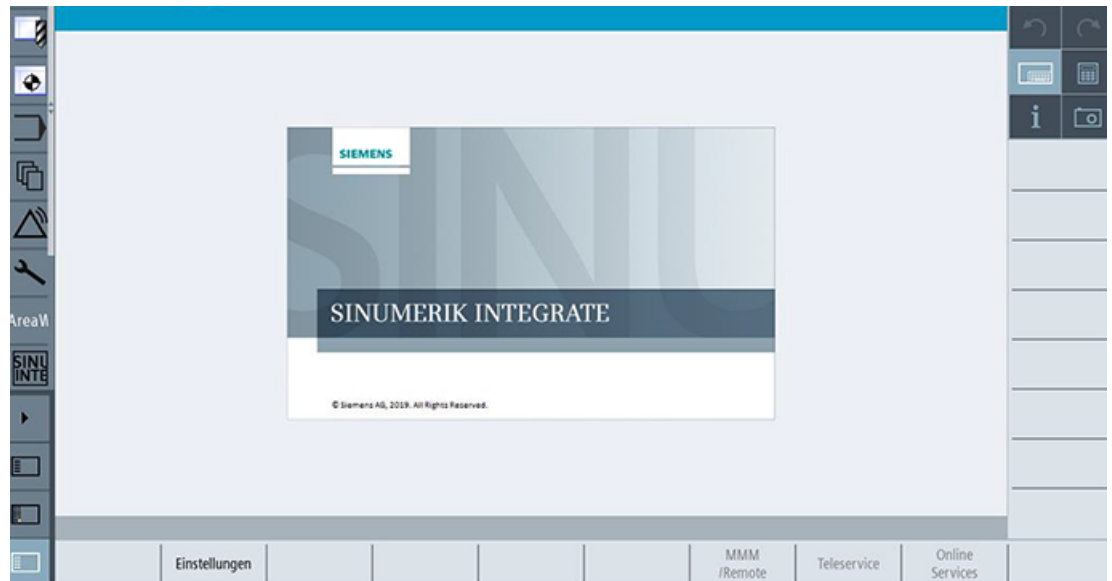 SIEMENS
SINUMERIK INTEGRATE
© Siemens AG, 2019. All Rights Reserved.
AreaW
SINU
INTE
Einstellungen
MMM
/Remote
Teleservice
Online
Services